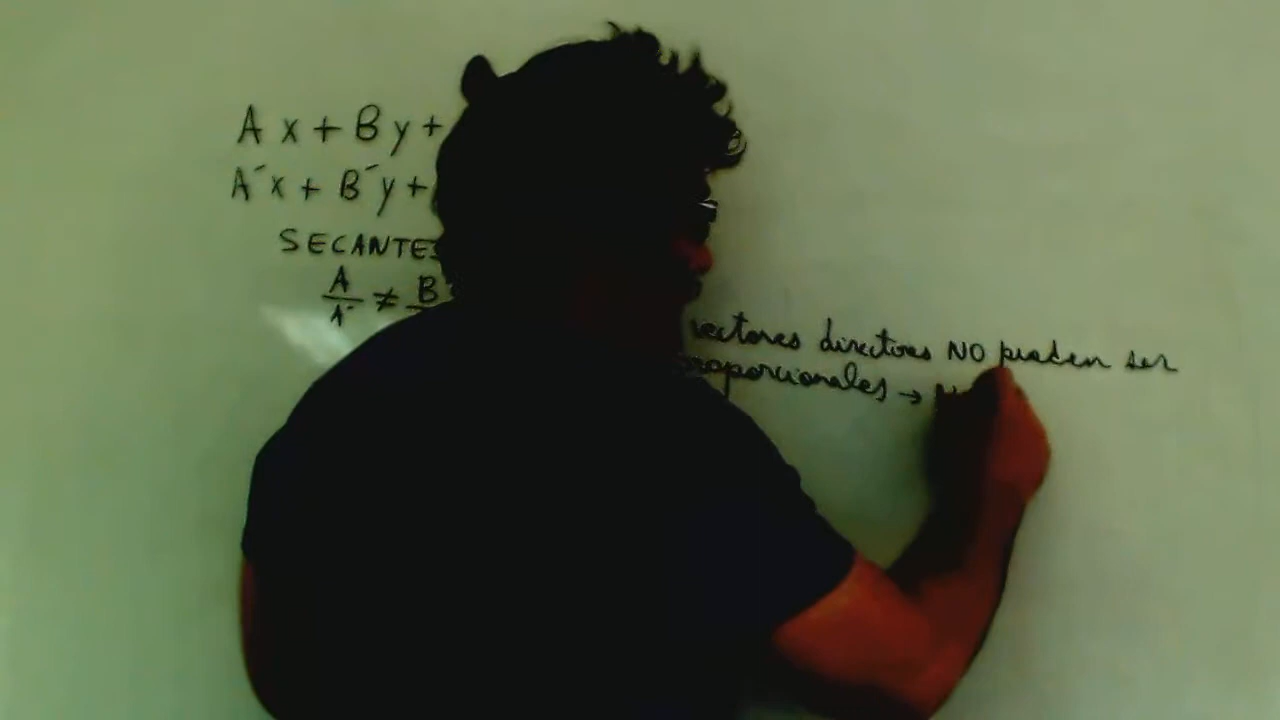 A x + B y +
A´x + B´y +
SECANTES
A/A´ ≠ B
vectores directores NO pueden ser
proporcionales →